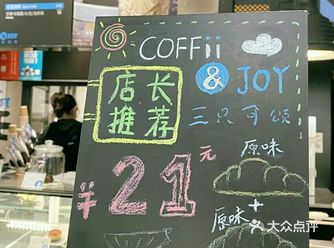 COFFii
& JOY
店长
推荐
三只可颂
¥21元
原味
原味+
大众点评